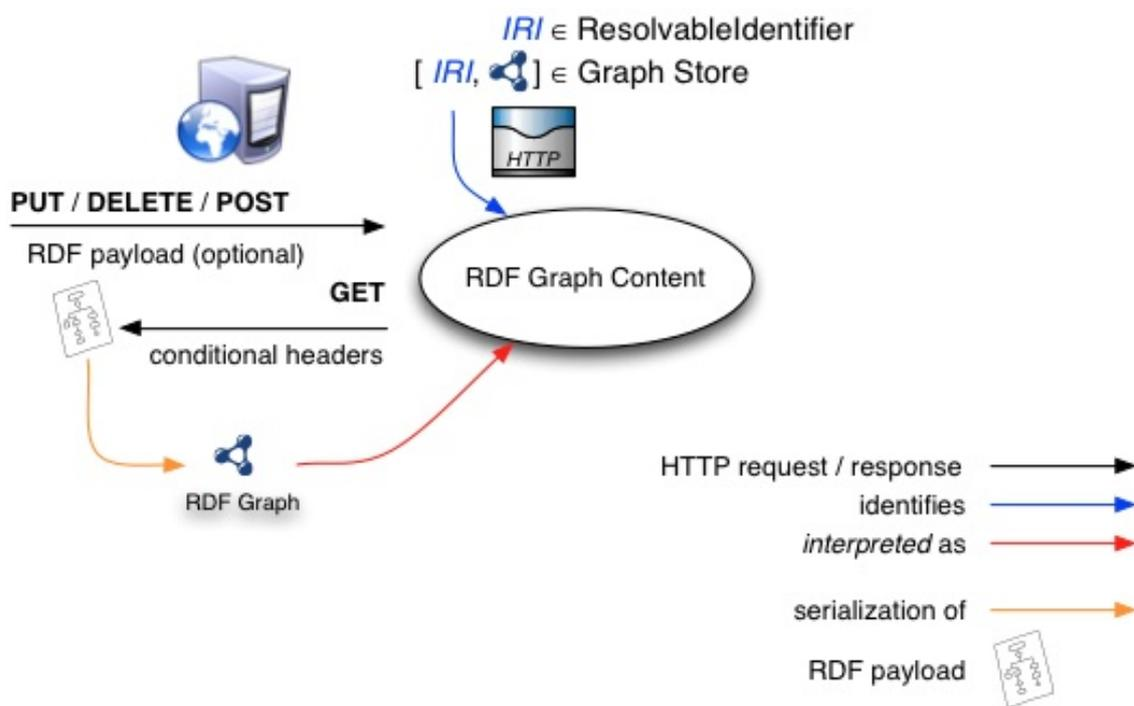 IRI ∈ ResolvableIdentifier
[ IRI, ] ∈ Graph Store
HTTP
PUT / DELETE / POST
RDF payload (optional)
RDF Graph Content
GET
conditional headers
RDF Graph
HTTP request / response
identifies
interpreted as
serialization of
RDF payload